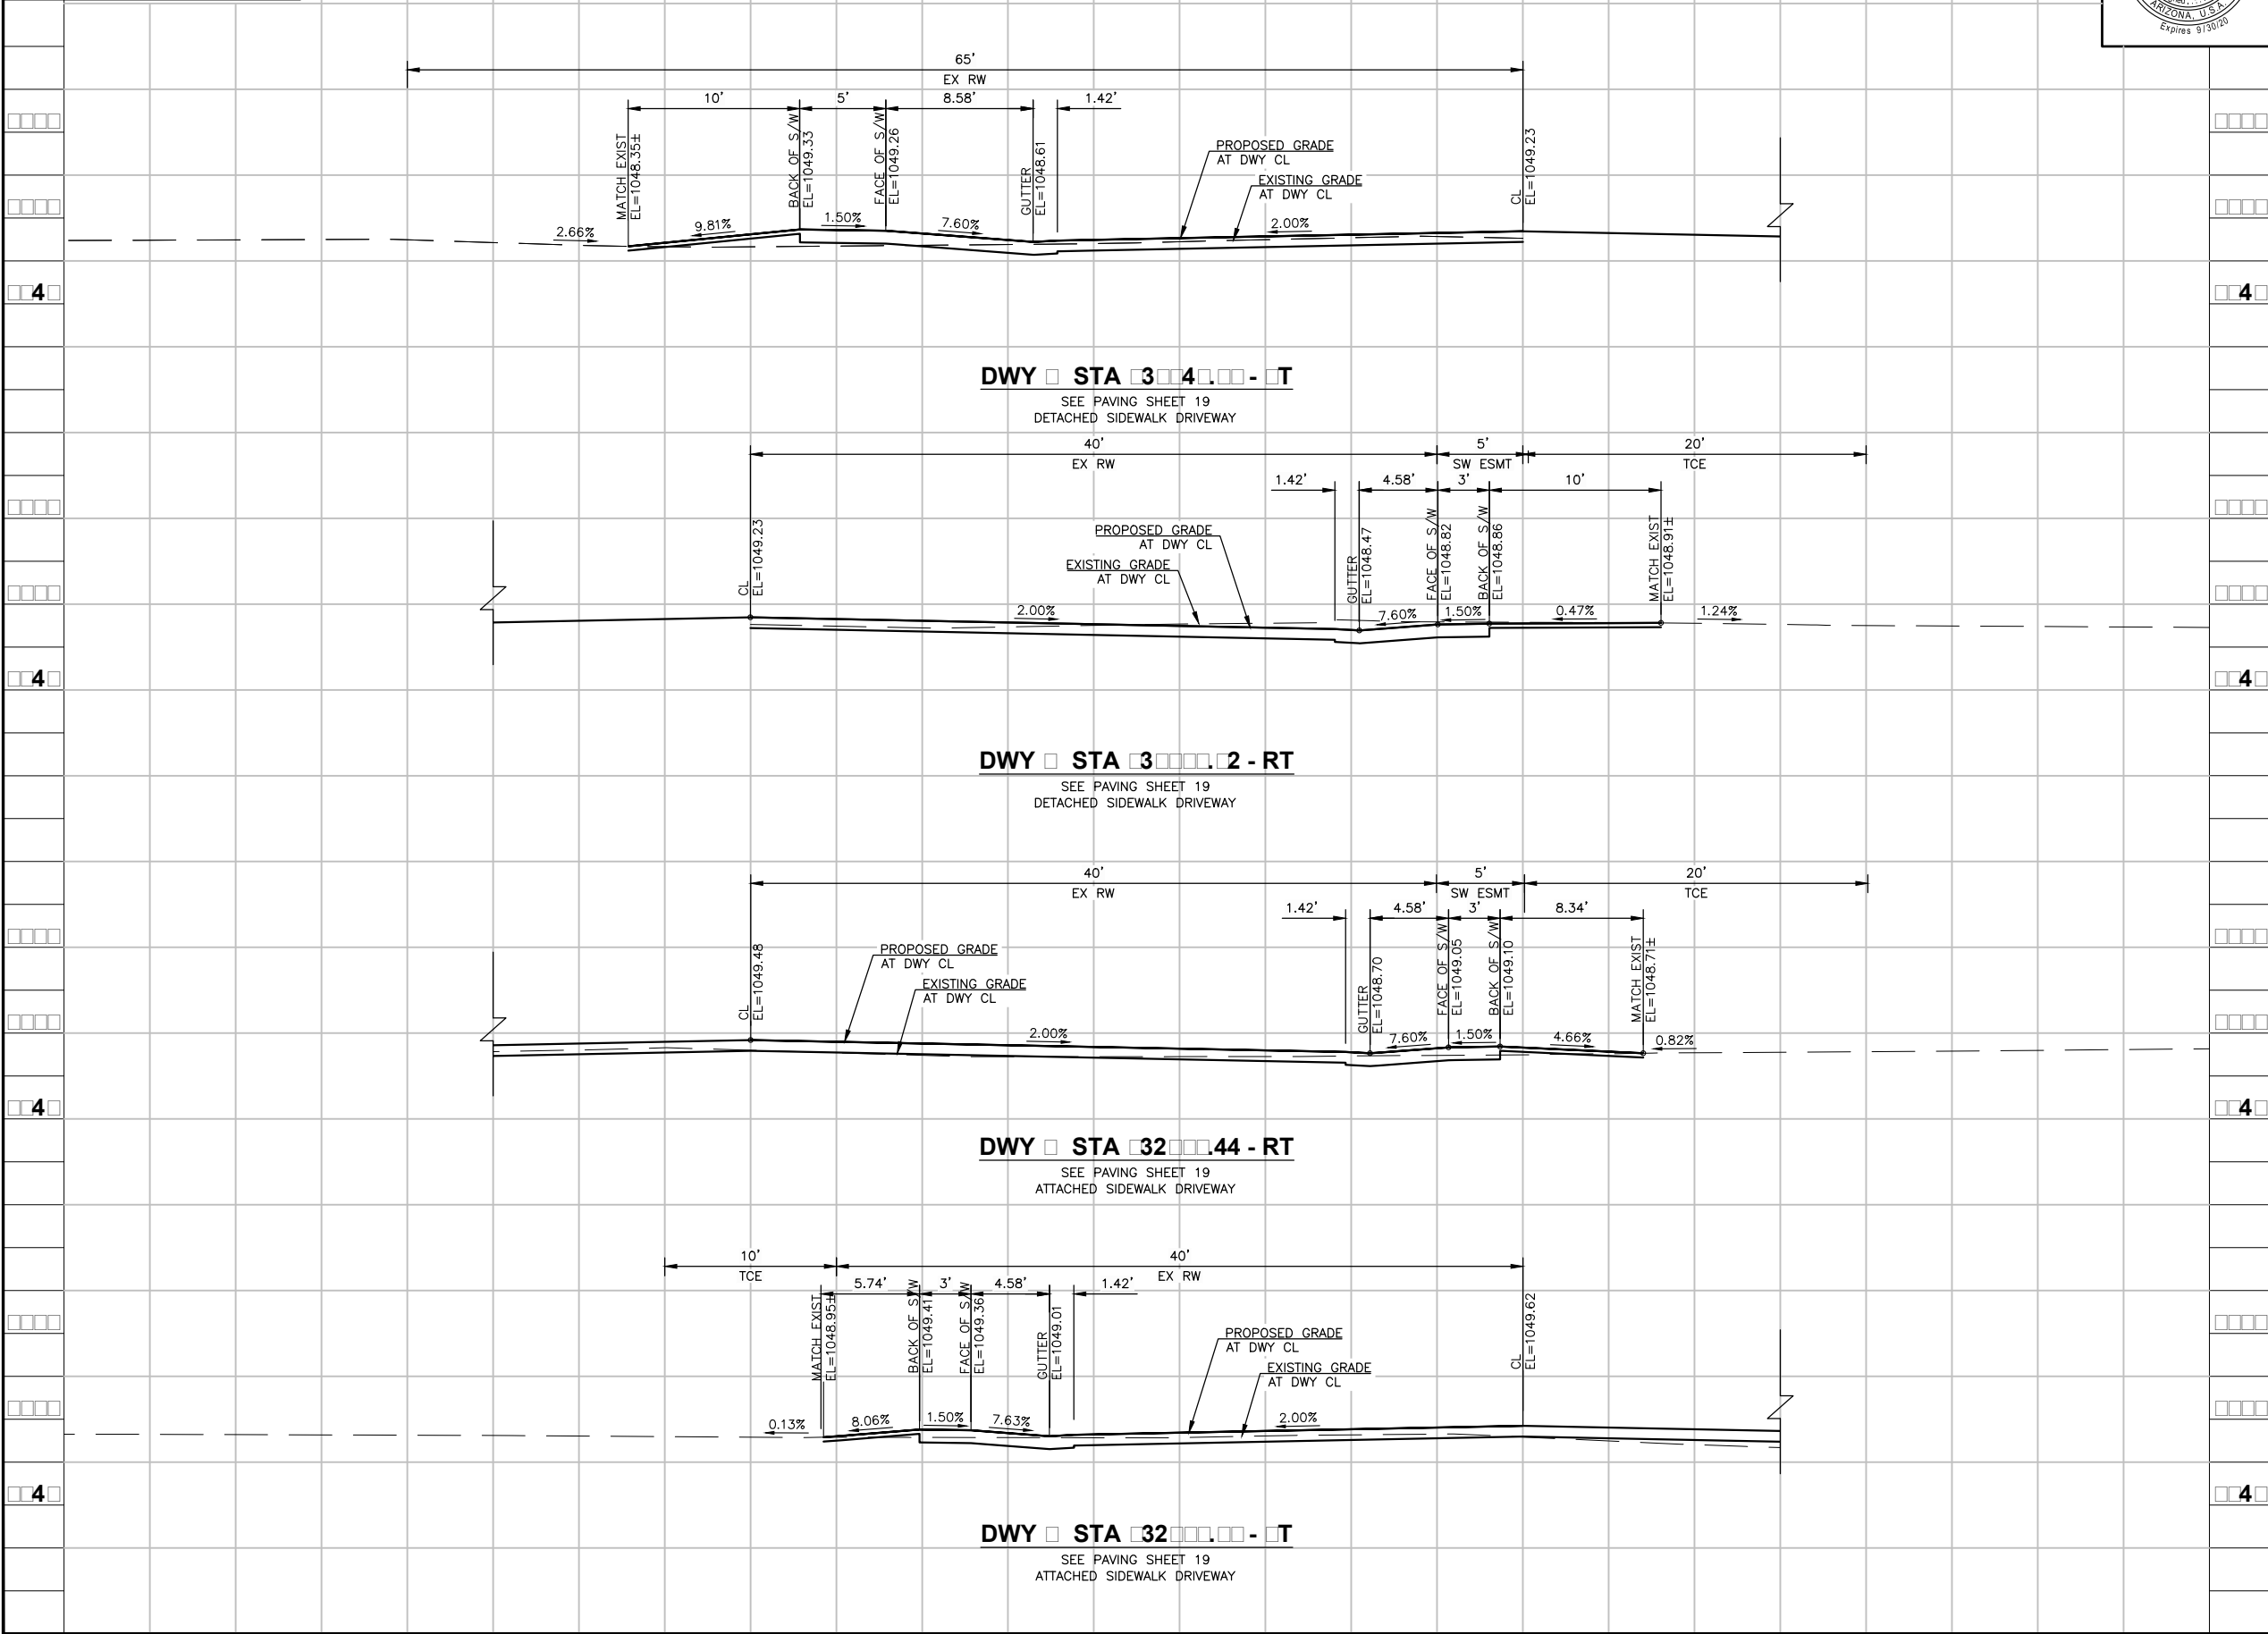 ARIZONA, U.S.A.
Expires 9/30/20
65'
EX RW
10'
5'
8.58'
1.42'
MATCH EXIST
EL=1048.35±
BACK OF S/W
EL=1049.33
FACE OF S/W
EL=1049.26
GUTTER
EL=1048.61
PROPOSED GRADE
AT DWY CL
EXISTING GRADE
AT DWY CL
CL
EL=1049.23
2.66%
9.81%
1.50%
7.60%
2.00%
4
4
DWY □ STA □3□□4□.□□ - □T
SEE PAVING SHEET 19
DETACHED SIDEWALK DRIVEWAY
40'
EX RW
5'
SW ESMT
20'
TCE
1.42'
4.58'
3'
10'
CL
EL=1049.23
PROPOSED GRADE
AT DWY CL
EXISTING GRADE
AT DWY CL
GUTTER
EL=1048.47
FACE OF S/W
EL=1048.82
BACK OF S/W
EL=1048.86
MATCH EXIST
EL=1048.91±
2.00%
7.60%
1.50%
0.47%
1.24%
4
4
DWY □ STA □3□□□□.□2 - RT
SEE PAVING SHEET 19
DETACHED SIDEWALK DRIVEWAY
40'
EX RW
5'
SW ESMT
20'
TCE
1.42'
4.58'
3'
8.34'
CL
EL=1049.48
PROPOSED GRADE
AT DWY CL
EXISTING GRADE
AT DWY CL
GUTTER
EL=1048.70
FACE OF S/W
EL=1049.05
BACK OF S/W
EL=1049.10
MATCH EXIST
EL=1048.71±
2.00%
7.60%
1.50%
4.66%
0.82%
4
4
DWY □ STA □32□□□.44 - RT
SEE PAVING SHEET 19
ATTACHED SIDEWALK DRIVEWAY
10'
TCE
40'
EX RW
5.74'
3'
4.58'
1.42'
MATCH EXIST
EL=1048.95±
BACK OF S/W
EL=1049.41
FACE OF S/W
EL=1049.36
GUTTER
EL=1049.01
PROPOSED GRADE
AT DWY CL
EXISTING GRADE
AT DWY CL
CL
EL=1049.62
0.13%
8.06%
1.50%
7.63%
2.00%
4
4
DWY □ STA □32□□□.□□ - □T
SEE PAVING SHEET 19
ATTACHED SIDEWALK DRIVEWAY